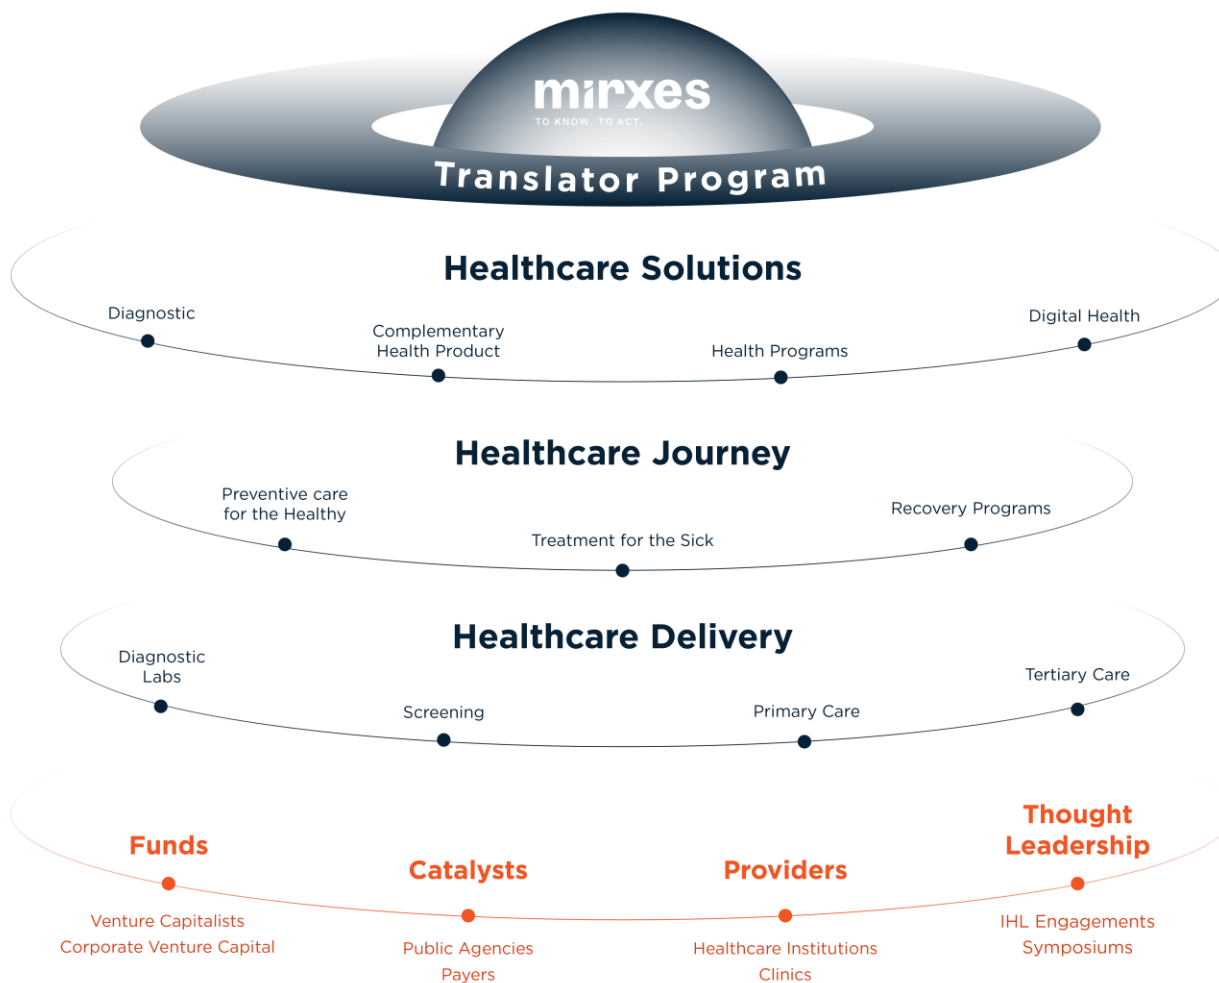 mirxes
TO KNOW. TO ACT.
Translator Program
Healthcare Solutions
Diagnostic
Complementary
Health Product
Health Programs
Digital Health
Healthcare Journey
Preventive care
for the Healthy
Treatment for the Sick
Recovery Programs
Healthcare Delivery
Diagnostic
Labs
Screening
Primary Care
Tertiary Care
Funds
Venture Capitalists
Corporate Venture Capital
Catalysts
Public Agencies
Payers
Providers
Healthcare Institutions
Clinics
Thought
Leadership
IHL Engagements
Symposiums